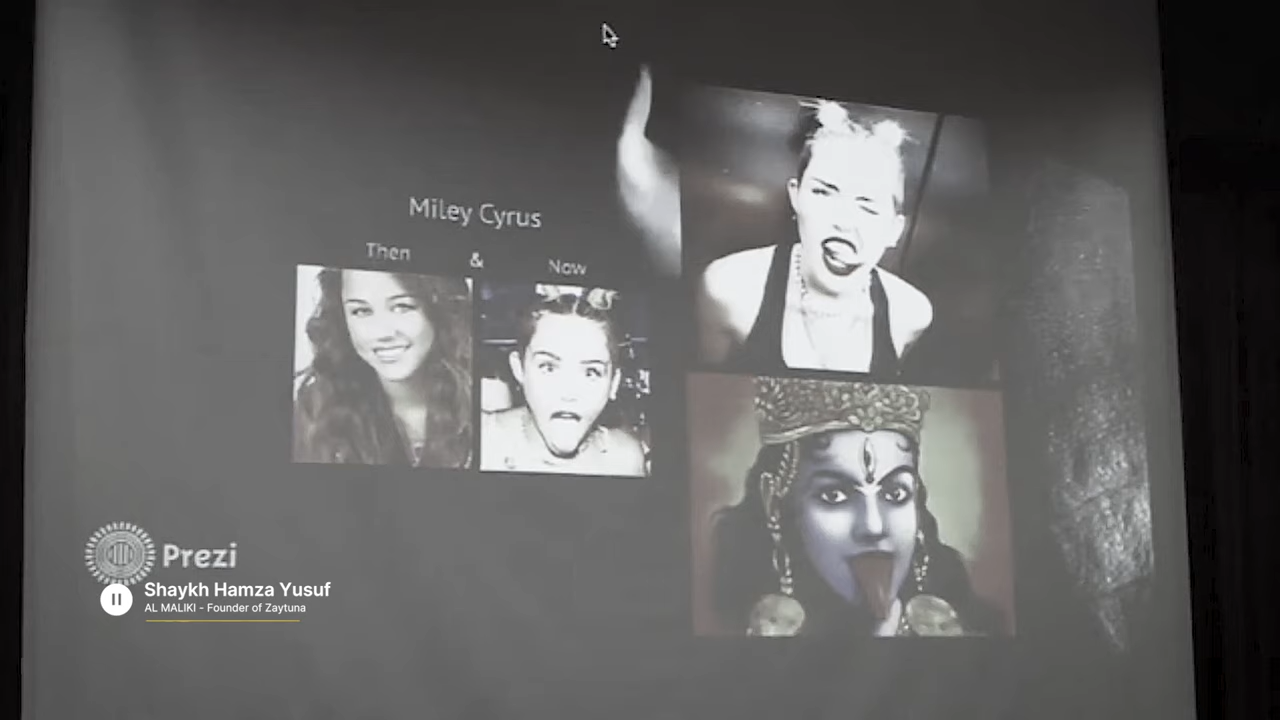 Miley Cyrus
Then & Now
Prezi
Shaykh Hamza Yusuf
AL MALIKI - Founder of Zaytuna